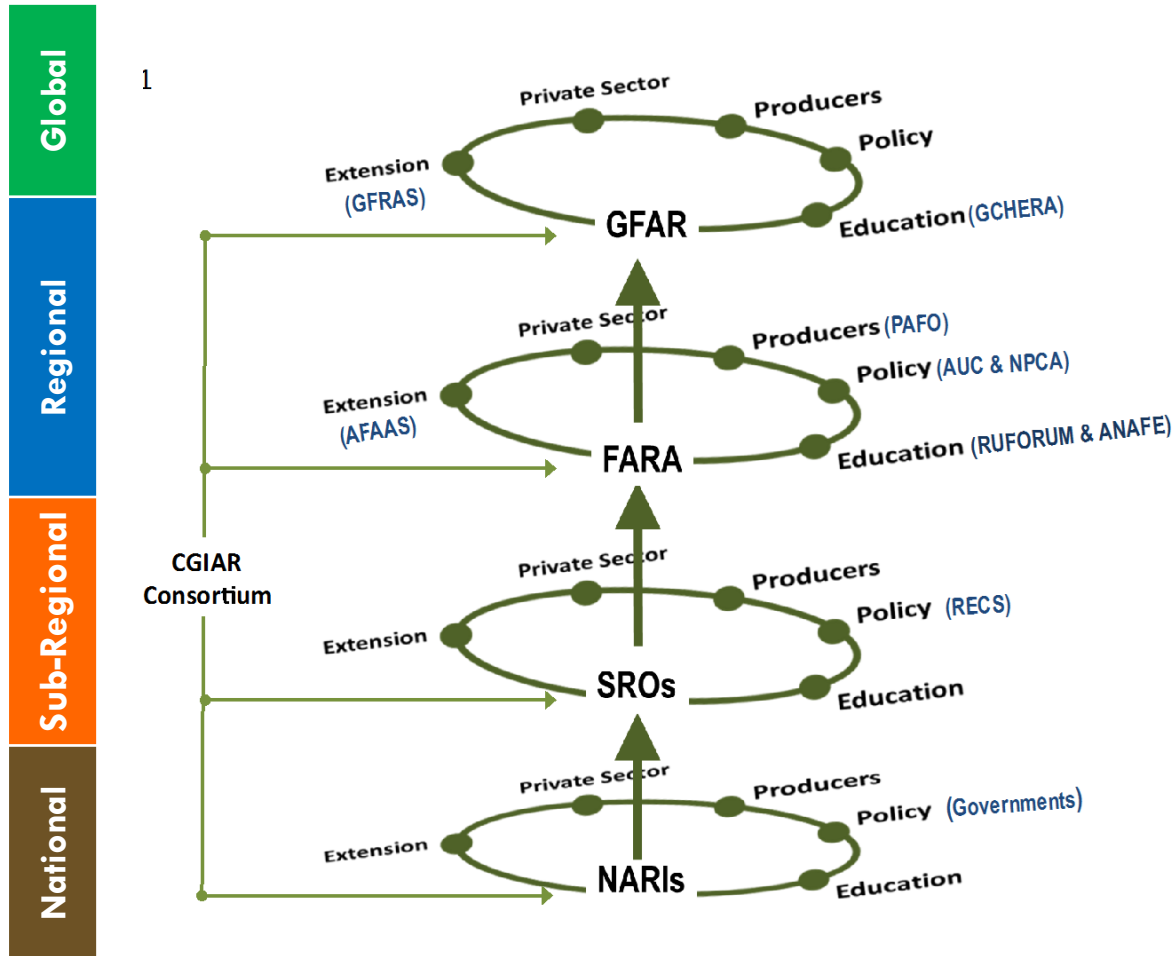 Global
1
Private Sector
Producers
Policy
Extension
(GFRAS)
Education (GCHERA)
GFAR
Regional
Private Sector
Producers (PAFO)
Policy (AUC & NPCA)
Extension
(AFAAS)
Education (RUFORUM & ANAFE)
FARA
CGIAR
Consortium
Sub-Regional
Private Sector
Producers
Policy (RECS)
Extension
Education
SROs
National
Private Sector
Producers
Policy (Governments)
Extension
Education
NARIs